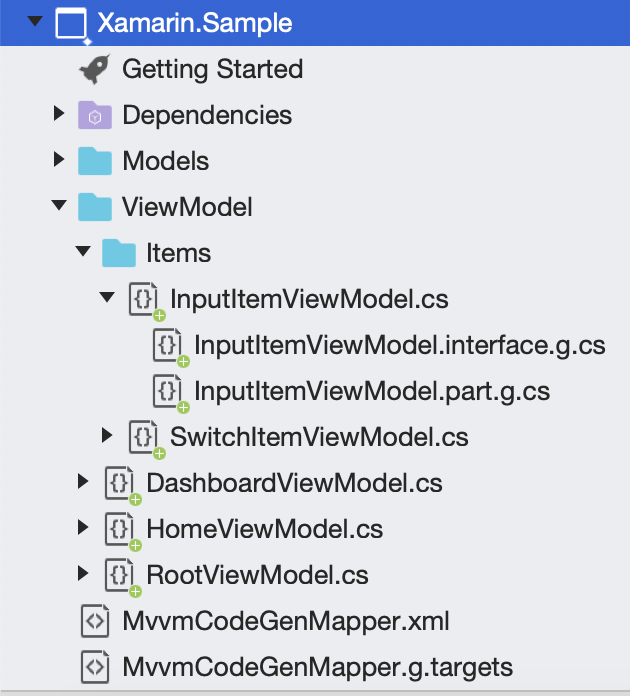 Xamarin.Sample
Getting Started
Dependencies
Models
ViewModel
Items
InputItemViewModel.cs
InputItemViewModel.interface.g.cs
InputItemViewModel.part.g.cs
SwitchItemViewModel.cs
DashboardViewModel.cs
HomeViewModel.cs
RootViewModel.cs
MvvmCodeGenMapper.xml
MvvmCodeGenMapper.g.targets